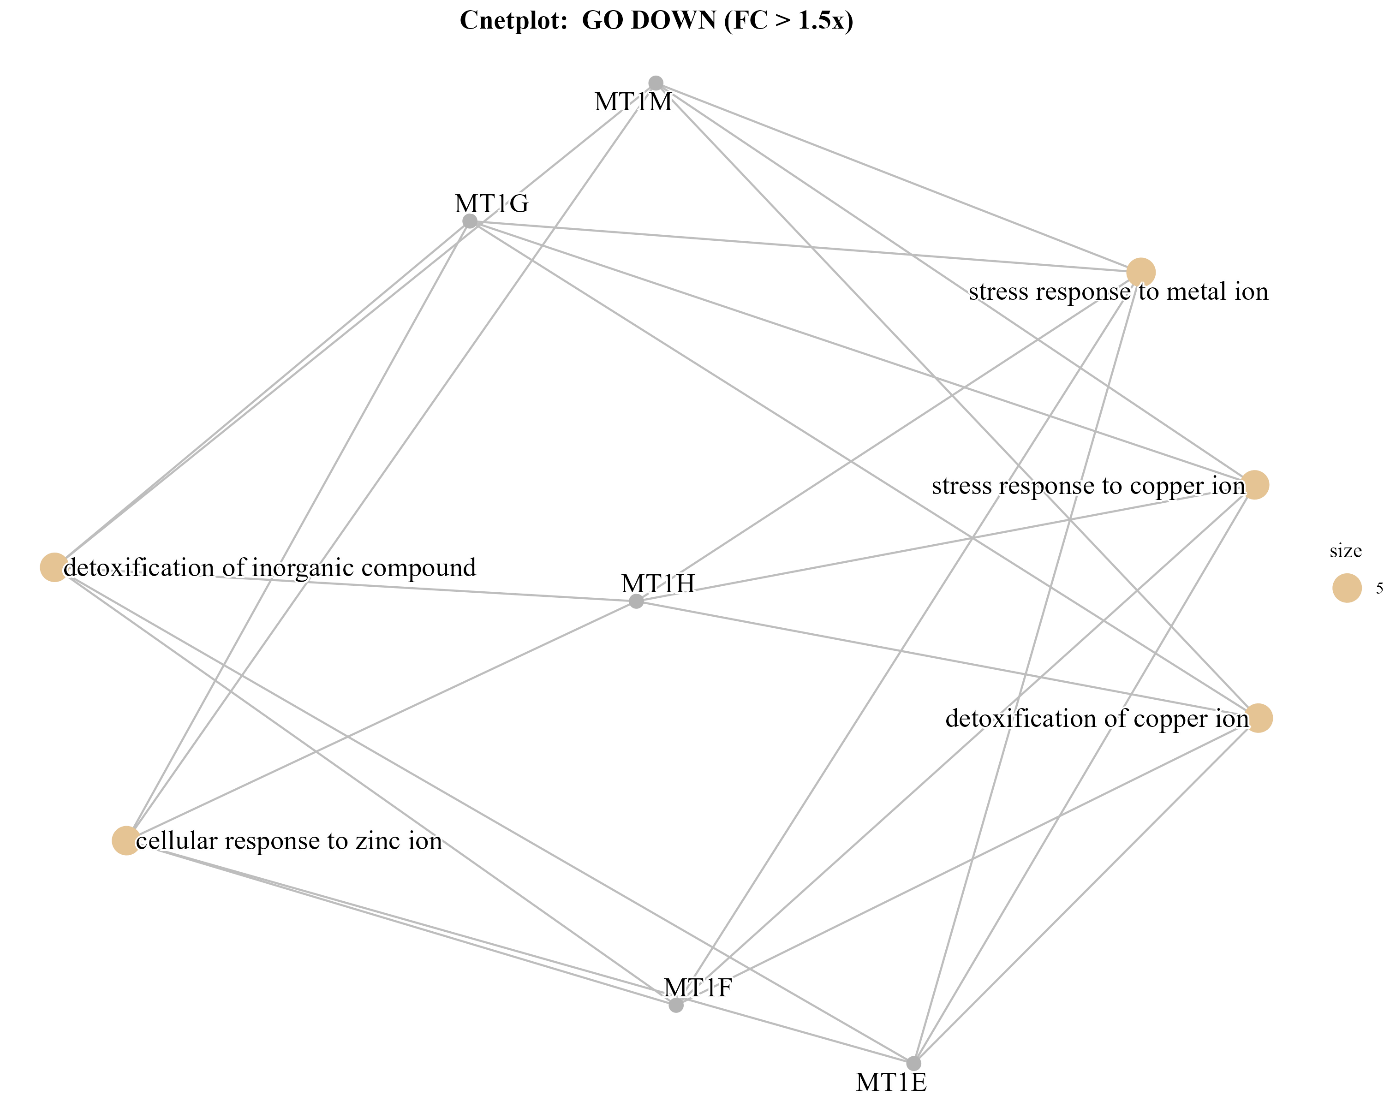 Cnetplot:  GO DOWN (FC > 1.5x)
MT1M
MT1G
stress response to metal ion
stress response to copper ion
size
5
detoxification of inorganic compound
MT1H
detoxification of copper ion
cellular response to zinc ion
MT1F
MT1E